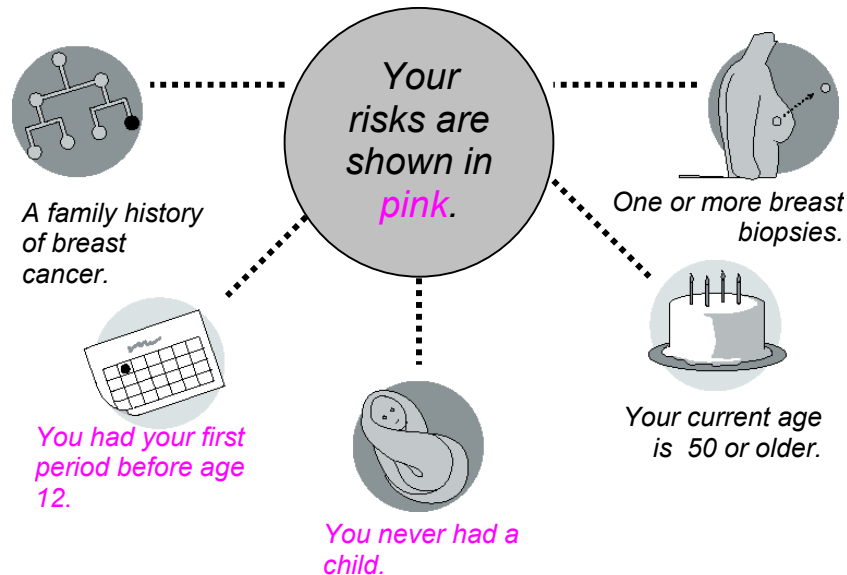 Your
risks are
shown in
pink.
A family history
of breast
cancer.
One or more breast
biopsies.
You had your first
period before age
12.
You never had a
child.
Your current age
is 50 or older.